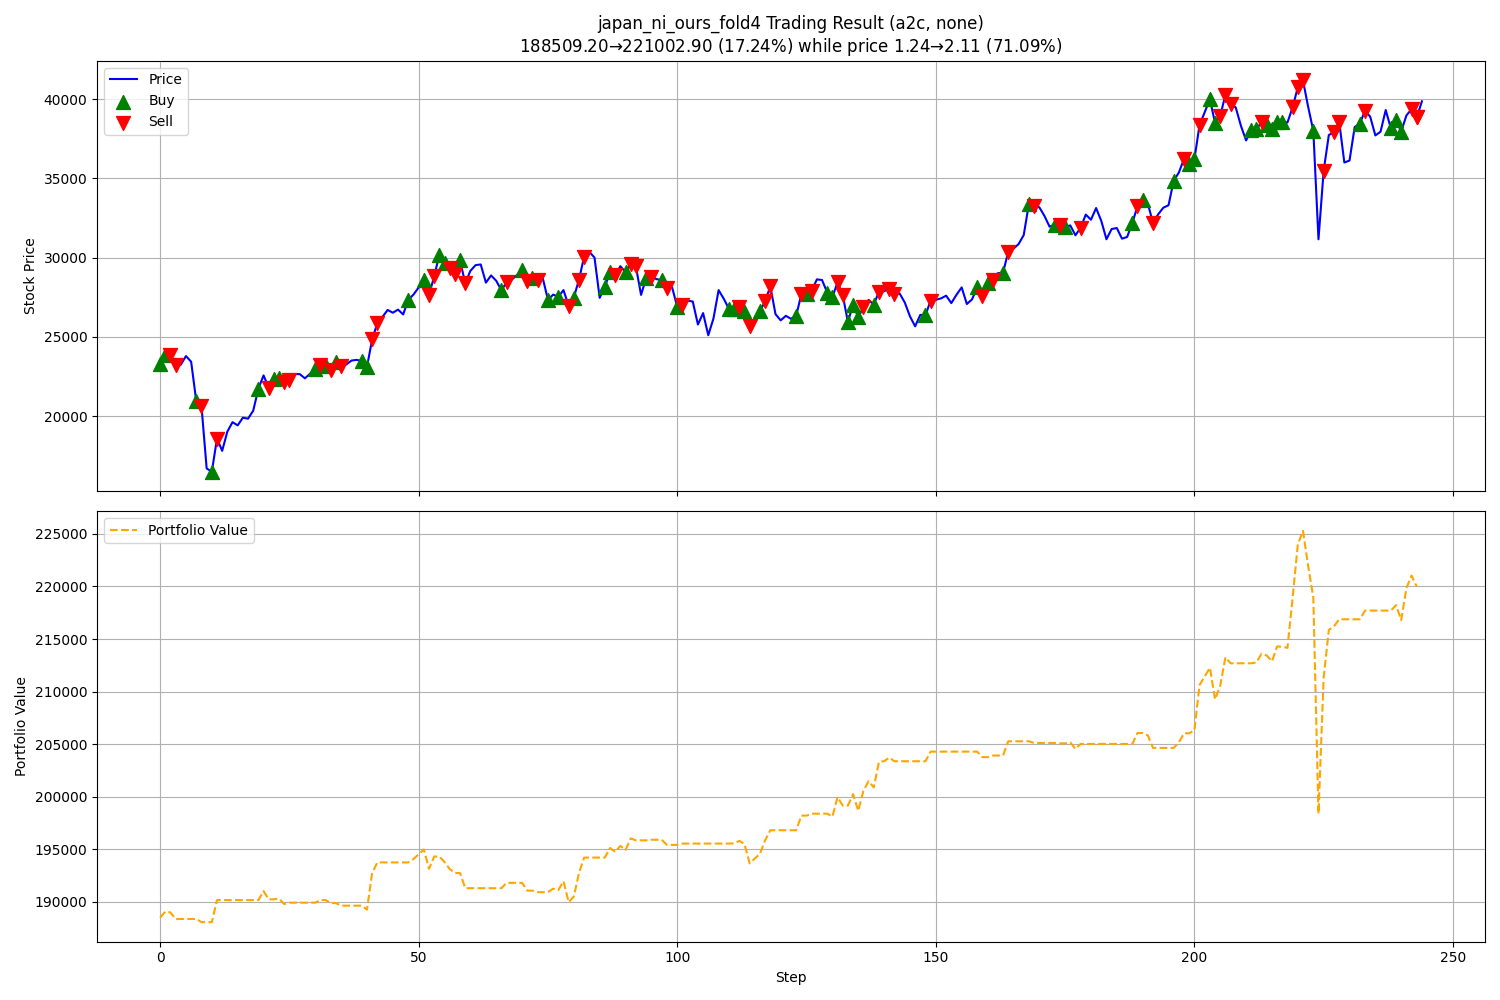 japan_ni_ours_fold4 Trading Result (a2c, none)
188509.20→221002.90 (17.24%) while price 1.24→2.11 (71.09%)
Price
Buy
Sell
40000
35000
30000
25000
20000
Stock Price
Portfolio Value
225000
220000
215000
210000
205000
200000
195000
190000
Portfolio Value
0
50
100
150
200
250
Step